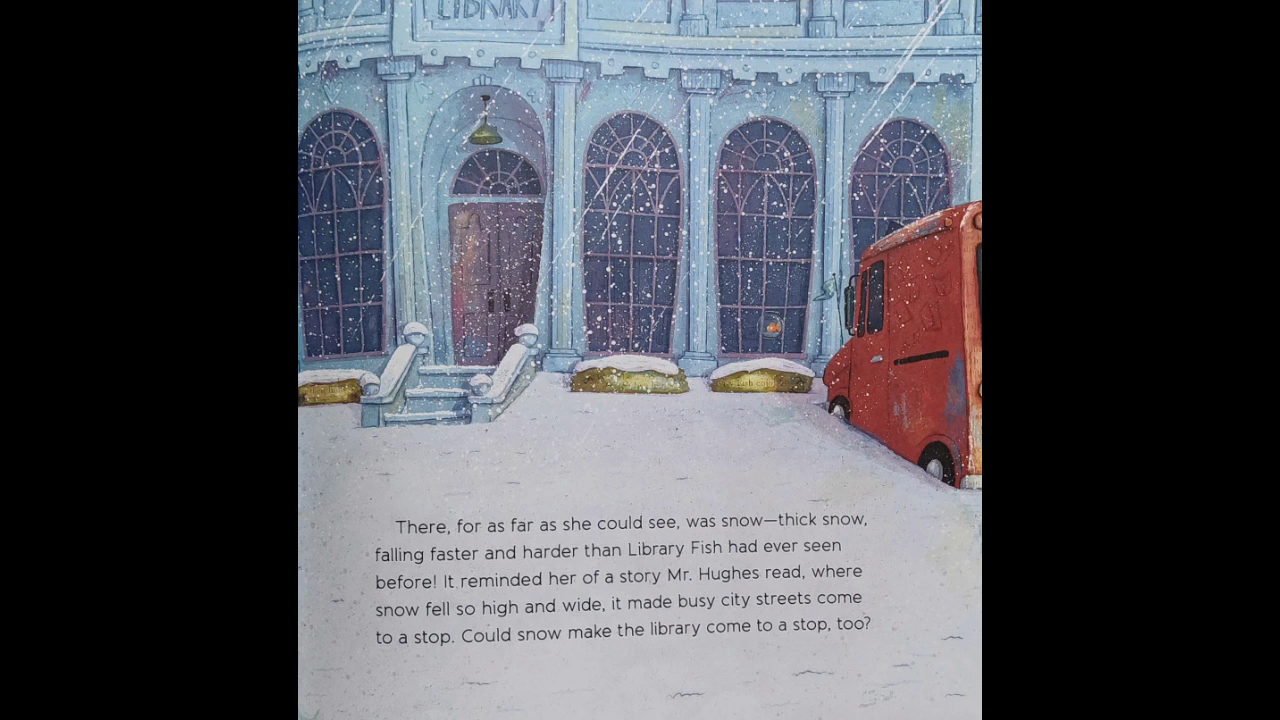 LIBRARY
There, for as far as she could see, was snow—thick snow,
falling faster and harder than Library Fish had ever seen
before! It reminded her of a story Mr. Hughes read, where
snow fell so high and wide, it made busy city streets come
to a stop. Could snow make the library come to a stop, too?